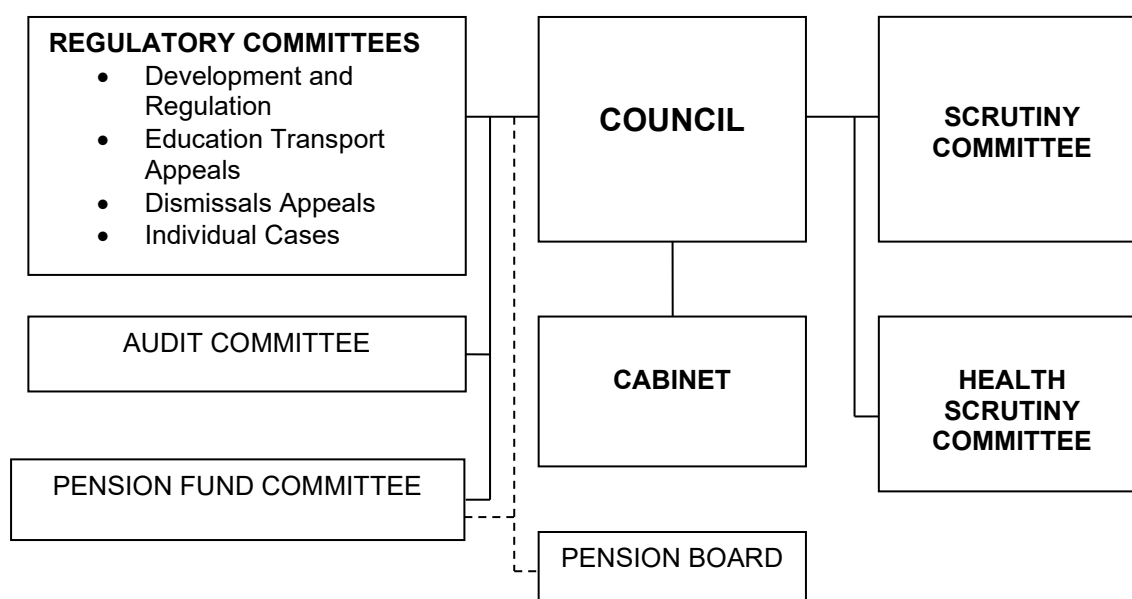 REGULATORY COMMITTEES
• Development and
Regulation
• Education Transport
Appeals
• Dismissals Appeals
• Individual Cases
COUNCIL
SCRUTINY
COMMITTEE
AUDIT COMMITTEE
CABINET
HEALTH
SCRUTINY
COMMITTEE
PENSION FUND COMMITTEE
PENSION BOARD